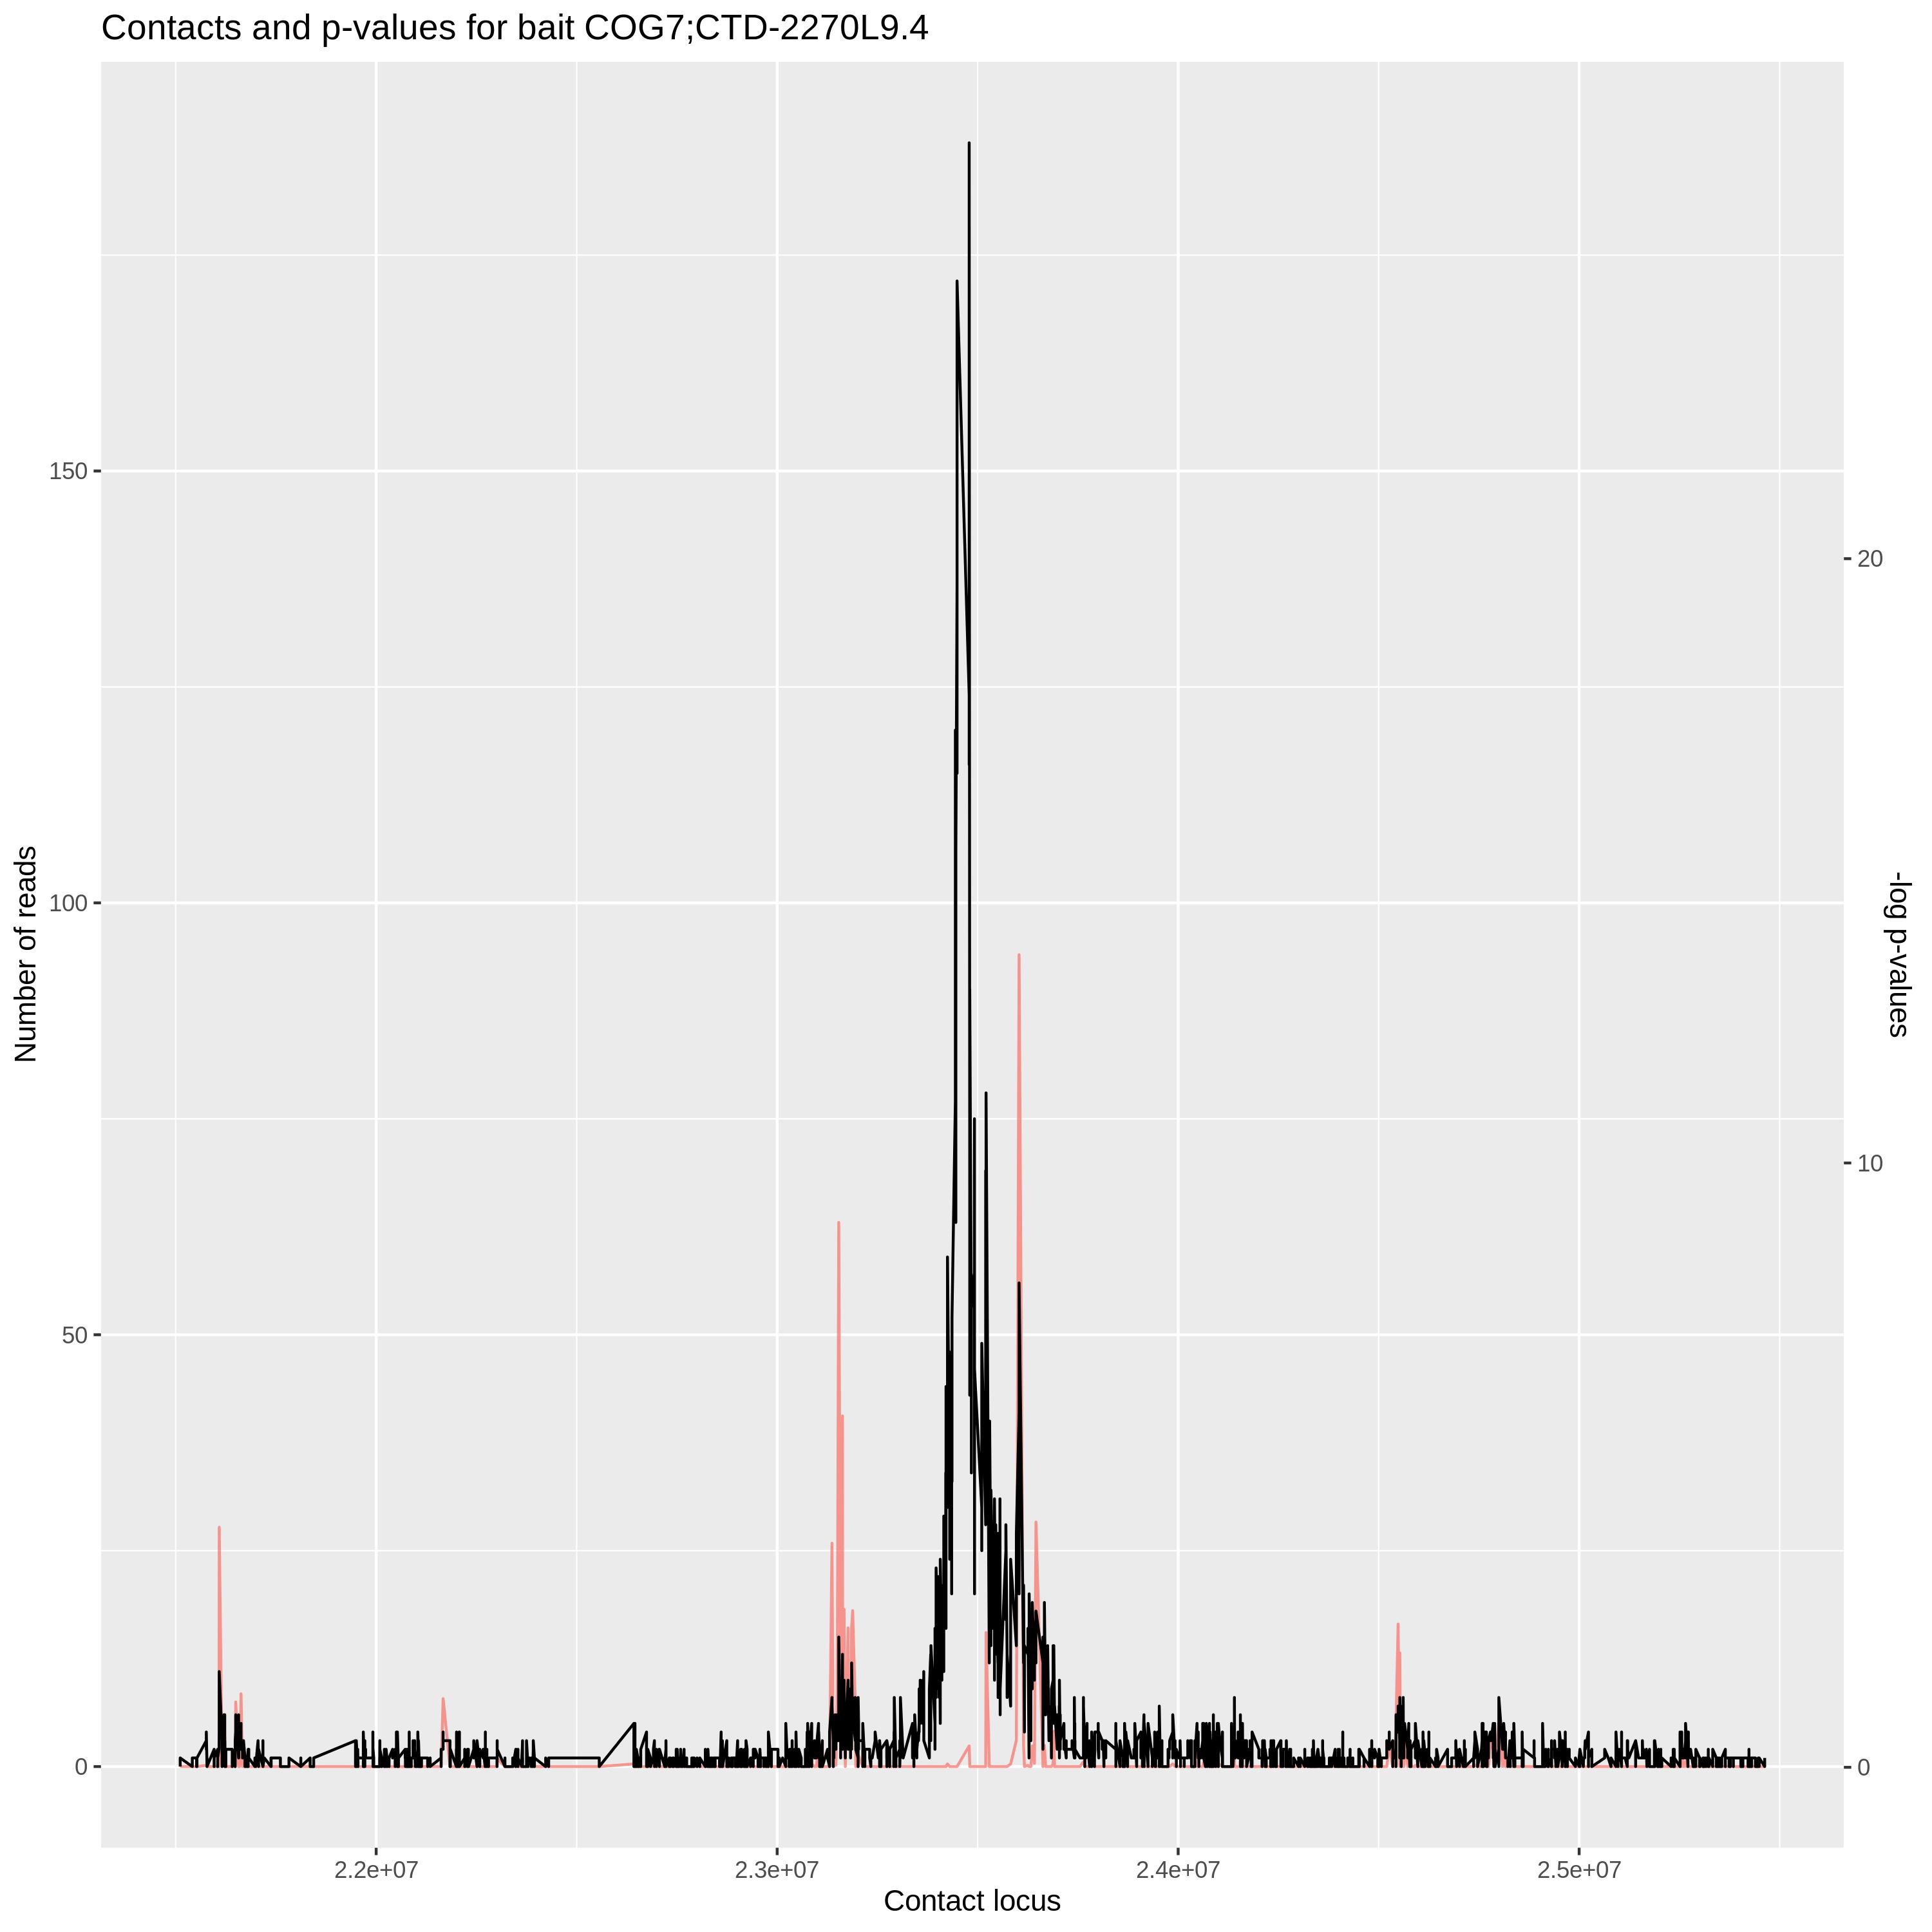 Contacts and p-values for bait COG7;CTD-2270L9.4
Number of reads
150
100
50
0
20
10
0
-log p-values
2.2e+07
2.3e+07
2.4e+07
2.5e+07
Contact locus